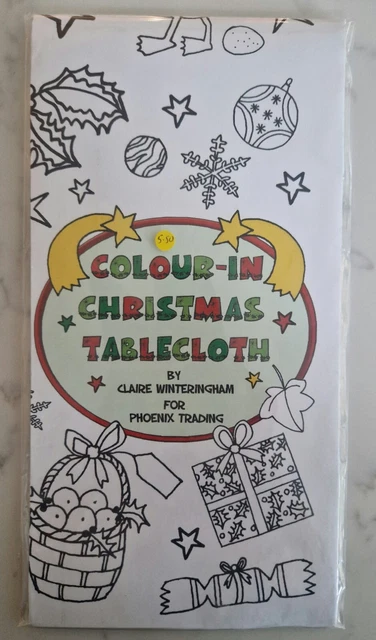 5.50
COLOUR-IN
CHRISTMAS
TABLECLOTH
BY
CLAIRE WINTERINGHAM
FOR
PHOENIX TRADING